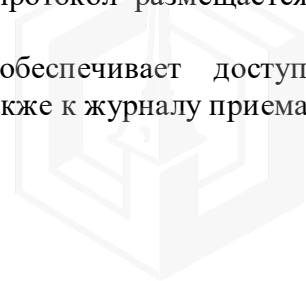 протокол размещается
обеспечивает доступ
кже к журналу приема